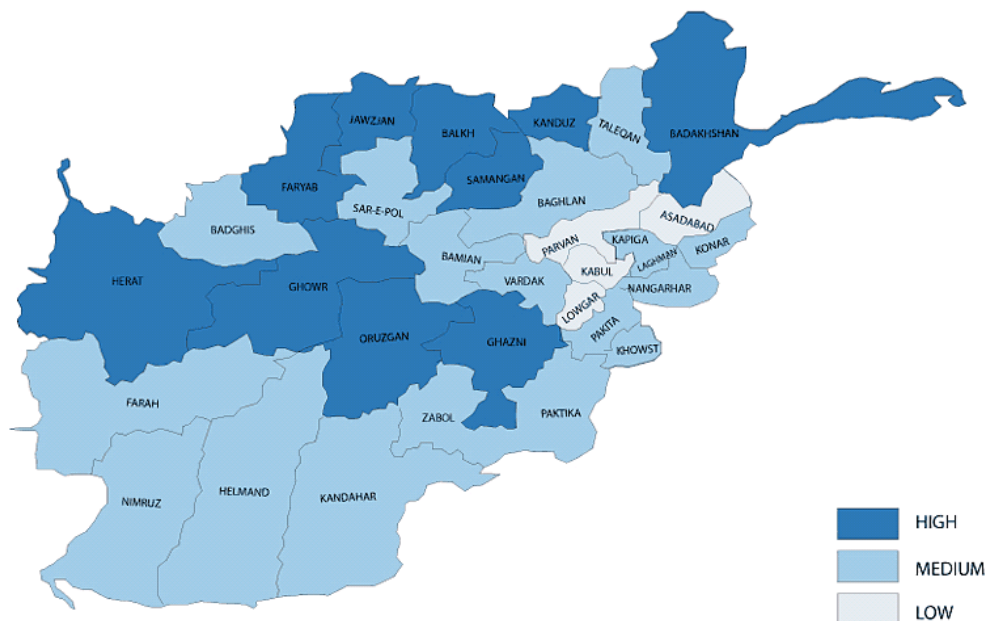 JAWZJAN
BALKH
KANDUZ
TALEQAN
BADAKHSHAN
FARYAB
SAMANGAN
SAR-E-POL
BAGHLAN
BADGHIS
ASADABAD
PARVAN
KAPIGA
KONAR
BAMIAN
LAGHMAN
KABUL
HERAT
GHOWR
VARDAK
NANGARHAR
LOWGAR
ORUZGAN
GHAZNI
PAKITA
KHOWST
FARAH
ZABOL
PAKTIKA
NIMRUZ
HELMAND
KANDAHAR
HIGH
MEDIUM
LOW